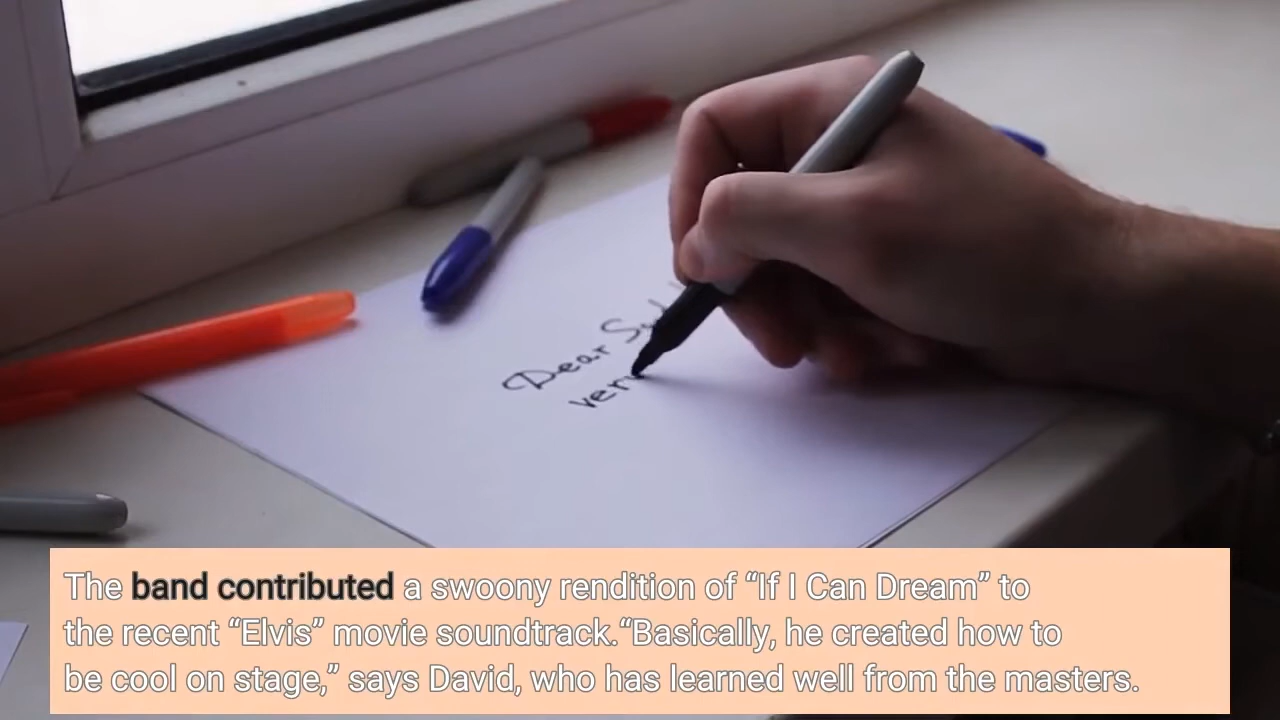 Dear
The band contributed a swoony rendition of “If I Can Dream” to
the recent “Elvis” movie soundtrack.“Basically, he created how to
be cool on stage,” says David, who has learned well from the masters.